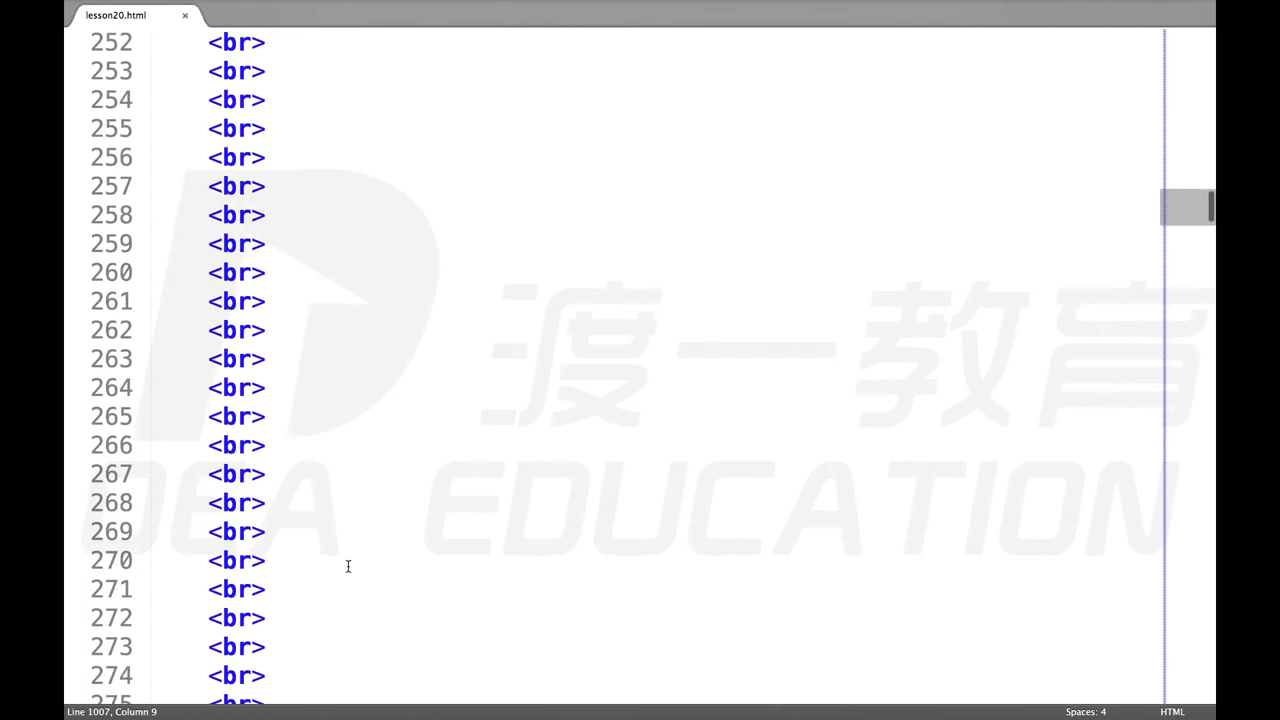 lesson20.html ×
252 <br>
253 <br>
254 <br>
255 <br>
256 <br>
257 <br>
258 <br>
259 <br>
260 <br>
261 <br>
262 <br>
263 <br>
264 <br>
265 <br>
266 <br>
267 <br>
268 <br>
269 <br>
270 <br>
271 <br>
272 <br>
273 <br>
274 <br>
275 <br>
渡一教育
DEA EDUCATION
Line 1007, Column 9
Spaces: 4
HTML